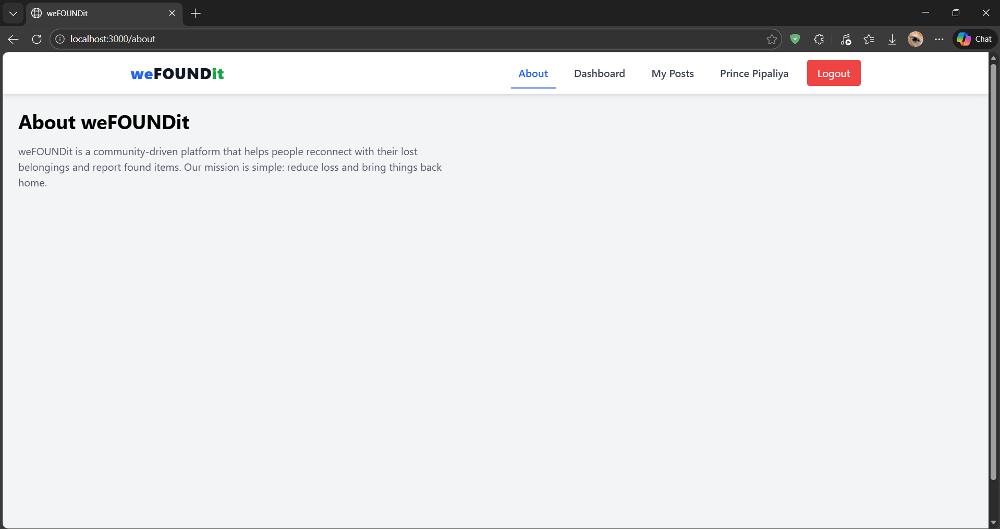 weFOUNDit
localhost:3000/about
Chat
weFOUNDit
About
Dashboard
My Posts
Prince Pipaliya
Logout
About weFOUNDit
weFOUNDit is a community-driven platform that helps people reconnect with their lost
belongings and report found items. Our mission is simple: reduce loss and bring things back
home.